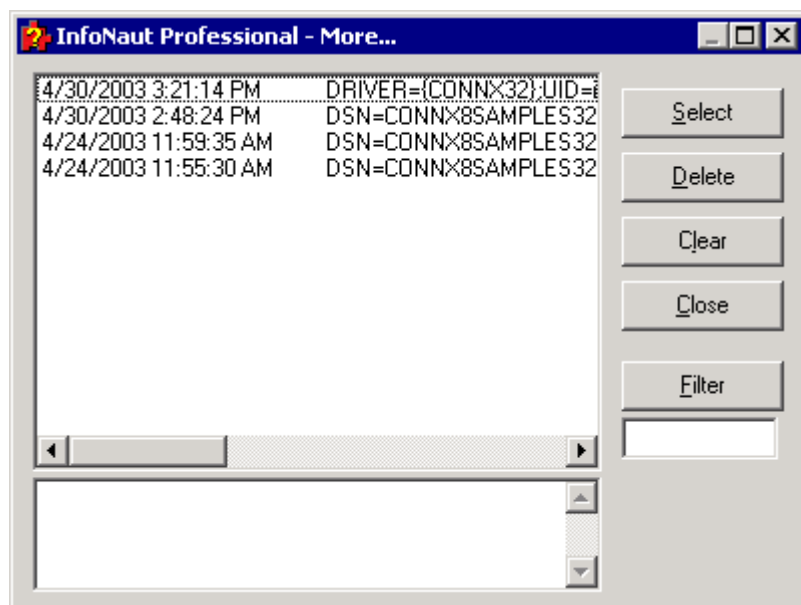 InfoNaut Professional - More...
4/30/2003 3:21:14 PM DRIVER={CONNX32};UID=
4/30/2003 2:48:24 PM DSN=CONNX8SAMPLES32
4/24/2003 11:59:35 AM DSN=CONNX8SAMPLES32
4/24/2003 11:55:30 AM DSN=CONNX8SAMPLES32
Select
Delete
Clear
Close
Filter